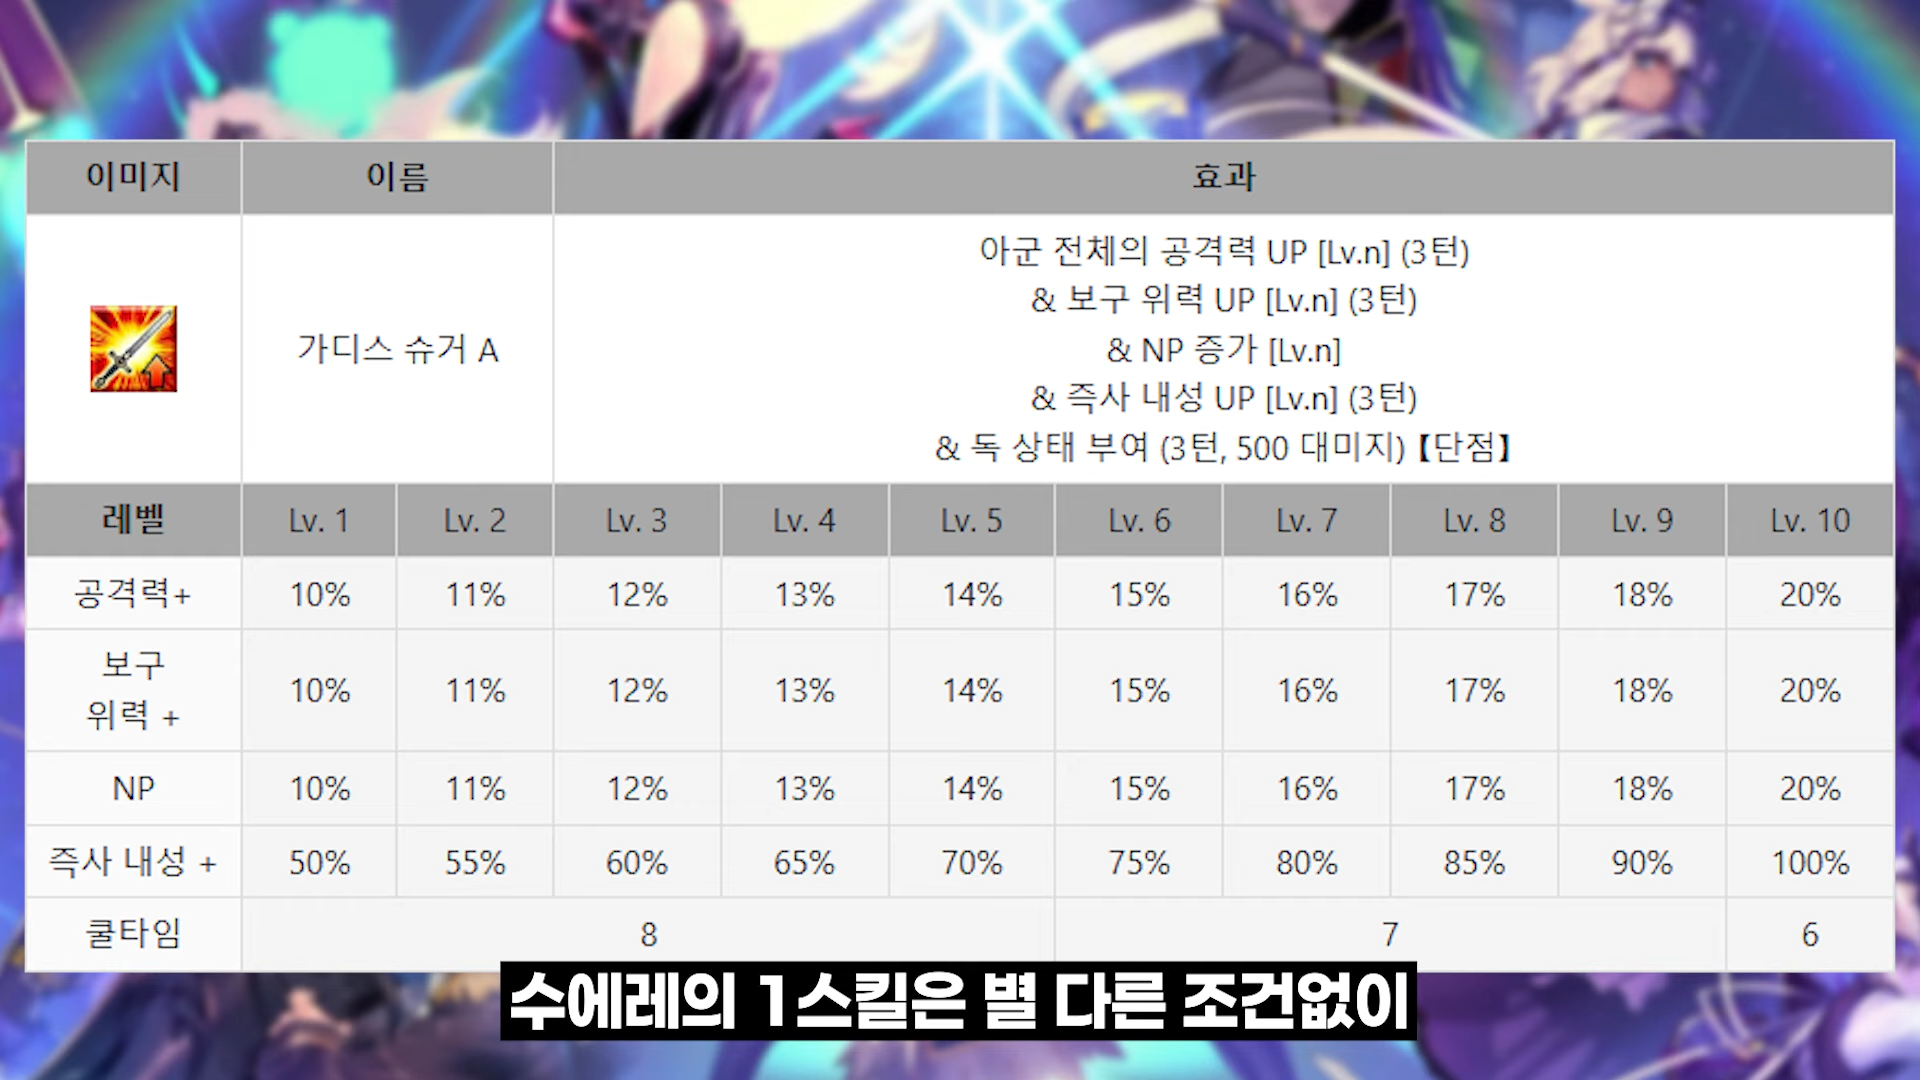 이미지 이름 효과
아군 전체의 공격력 UP [Lv.n] (3턴)
& 보구 위력 UP [Lv.n] (3턴)
가디스 슈거 A & NP 증가 [Lv.n]
& 즉사 내성 UP [Lv.n] (3턴)
& 독 상태 부여 (3턴, 500 대미지)【단점】
레벨 Lv. 1 Lv. 2 Lv. 3 Lv. 4 Lv. 5 Lv. 6 Lv. 7 Lv. 8 Lv. 9 Lv. 10
공격력+ 10% 11% 12% 13% 14% 15% 16% 17% 18% 20%
보구
위력 + 10% 11% 12% 13% 14% 15% 16% 17% 18% 20%
NP 10% 11% 12% 13% 14% 15% 16% 17% 18% 20%
즉사 내성 + 50% 55% 60% 65% 70% 75% 80% 85% 90% 100%
쿨타임 8 7 6
수에레의 1스킬은 별 다른 조건없이